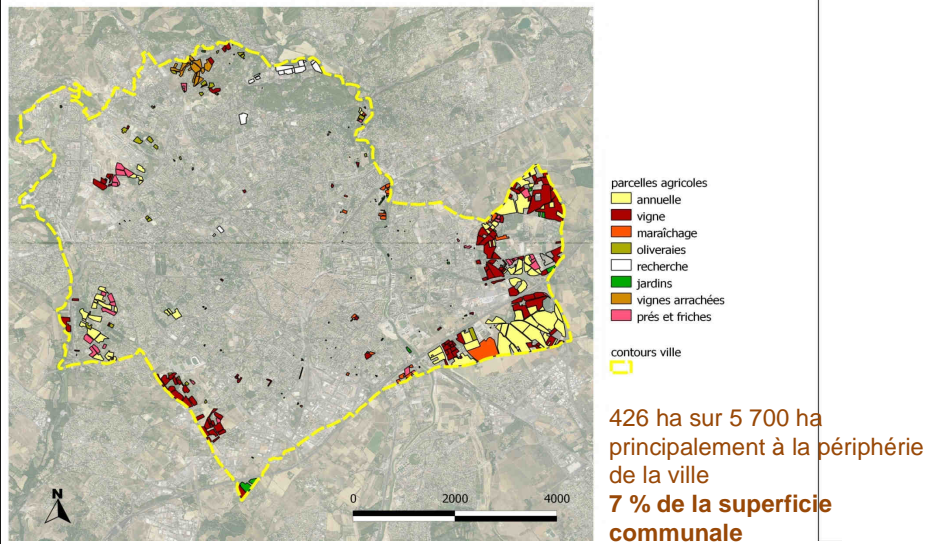 parcelles agricoles
annuelle
vigne
maraîchage
oliveraies
recherche
jardins
vignes arrachées
prés et friches
contours ville
426 ha sur 5 700 ha
principalement à la périphérie
de la ville
7 % de la superficie
communale
N
0 2000 4000